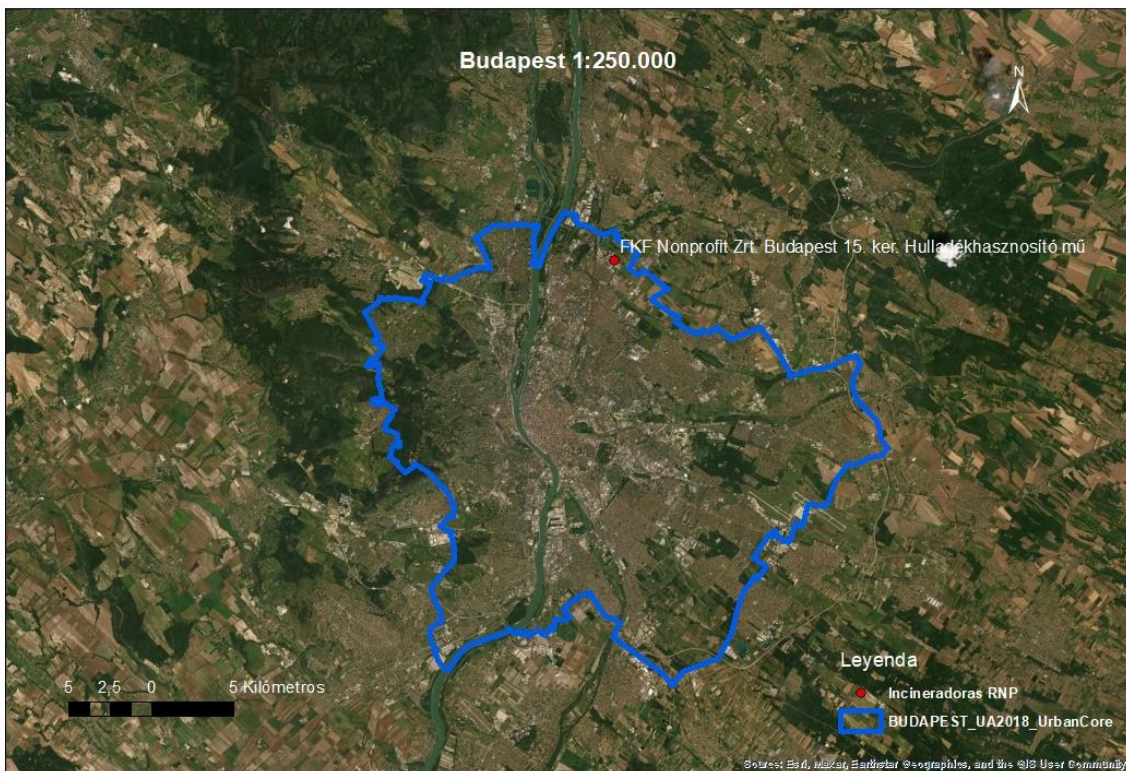 Budapest 1:250.000
N
FKF Nonprofit Zrt. Budapest 15. ker. Hulladékhasznosító mű
Leyenda
Incineradoras RNP
BUDAPEST_UA2018_UrbanCore
5 2,5 0 5 Kilómetros
Source: Esri, Maxar, Earthstar Geographics, and the GIS User Community